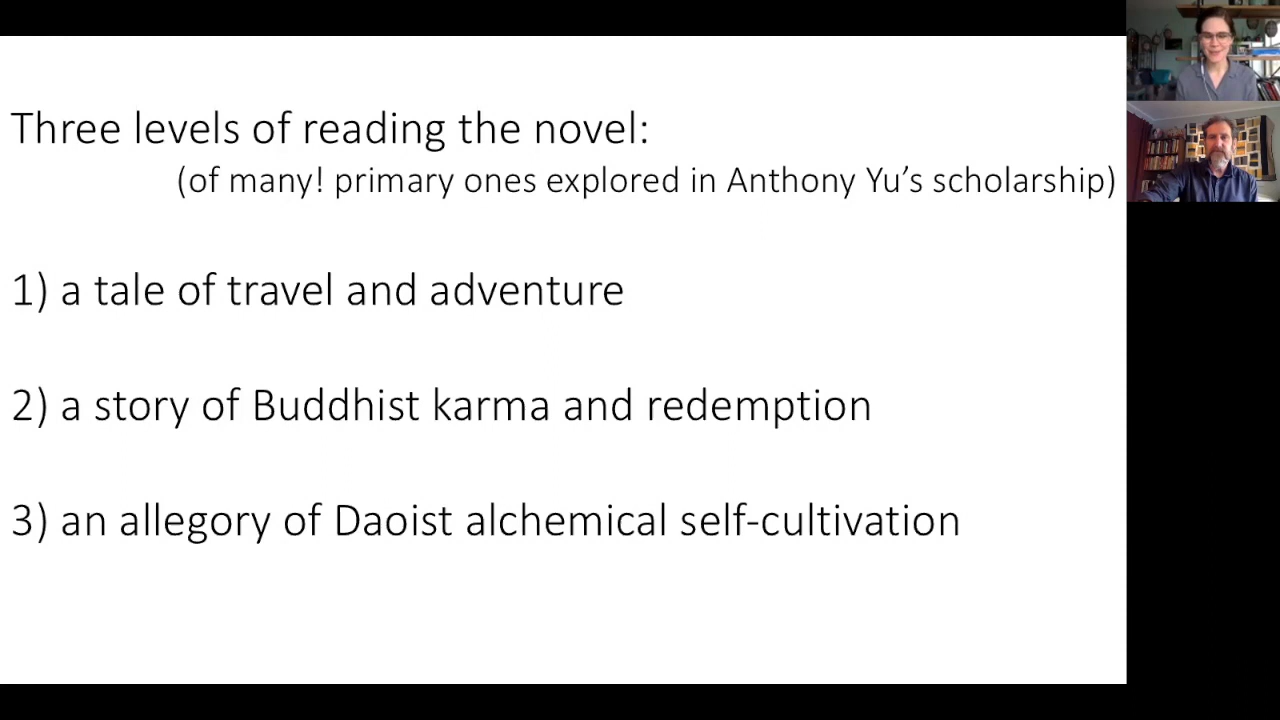 Three levels of reading the novel:
(of many! primary ones explored in Anthony Yu’s scholarship)
1) a tale of travel and adventure
2) a story of Buddhist karma and redemption
3) an allegory of Daoist alchemical self-cultivation